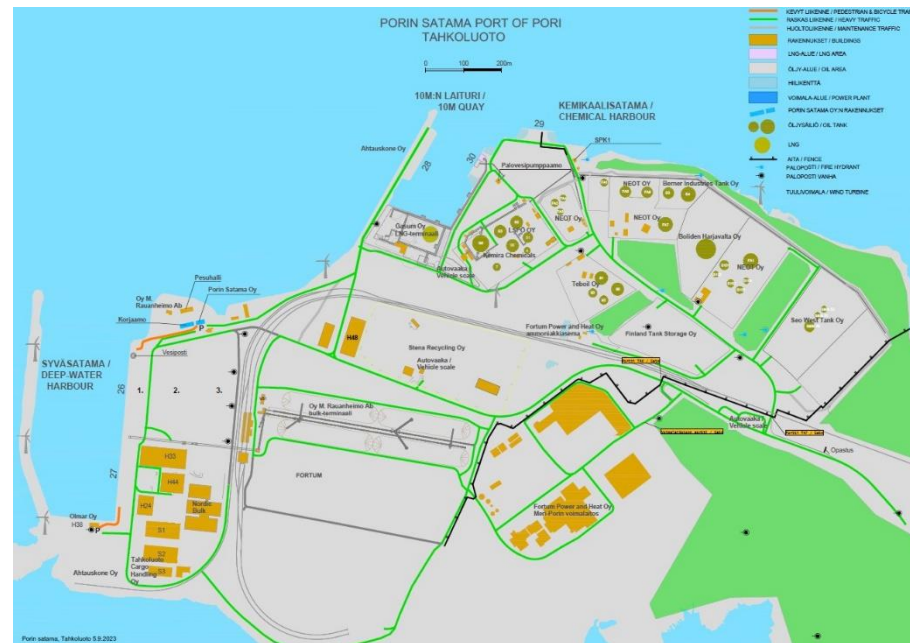 PORIN SATAMA PORT OF PORI
TAHKOLUOTO
0 100 200m
KEVYT LIIKENNE / PEDESTRIAN & BICYCLE TRA
RASKAS LIIKENNE / HEAVY TRAFFIC
HUOLTOLIIKENNE / MAINTENANCE TRAFFIC
RAKENNUKSET / BUILDINGS
LNG-ALUE / LNG AREA
ÖLJY-ALUE / OIL AREA
HIILIKENTTÄ
VOIMALA-ALUE / POWER PLANT
PORIN SATAMA OY:N RAKENNUKSET
ÖLJYSÄILIÖ / OIL TANK
LNG
AITA / FENCE
PALOPOSTI / FIRE HYDRANT
PALOPOSTI VANHA
TUULIVOIMALA / WIND TURBINE
10M:N LAITURI /
10M QUAY
KEMIKAALISATAMA /
CHEMICAL HARBOUR
29
SPK1
Ahtauskone Oy
28
30
Palovesipumppaamo
NEOT OY
Berner Industries Tank Oy
NEOT OY
NEOT OY
Gasum Oy
LNG-terminaali
Kemira Chemicals
Boliden Harjavalta Oy
NEOT Oy
Autovaaka /
Vehicle scale
Teboil Oy
Pesuhalli
Oy M.
Rauanheimo Ab
Porin Satama Oy
Korjaamo
P
Vesiposti
H48
Stena Recycling Oy
Autovaaka /
Vehicle scale
Fortum Power and Heat Oy
ammoniakkiasema
Finland Tank Storage Oy
Seo West Tank Oy
SYVÄSATAMA /
DEEP-WATER
HARBOUR
26
1.
2.
3.
Oy M. Rauanheimo Ab
bulk-terminaali
Autovaaka /
Vehicle scale
Opastus
27
H44
H24
Nordic
Bulk
FORTUM
Olmar Oy
H38
P
S1
S2
S3
Fortum Power and Heat Oy
Meri-Porin voimalaitos
Ahtauskone Oy
Tahkoluoto
Cargo
Handling
Oy
Porin satama, Tahkoluoto 5.9.2023